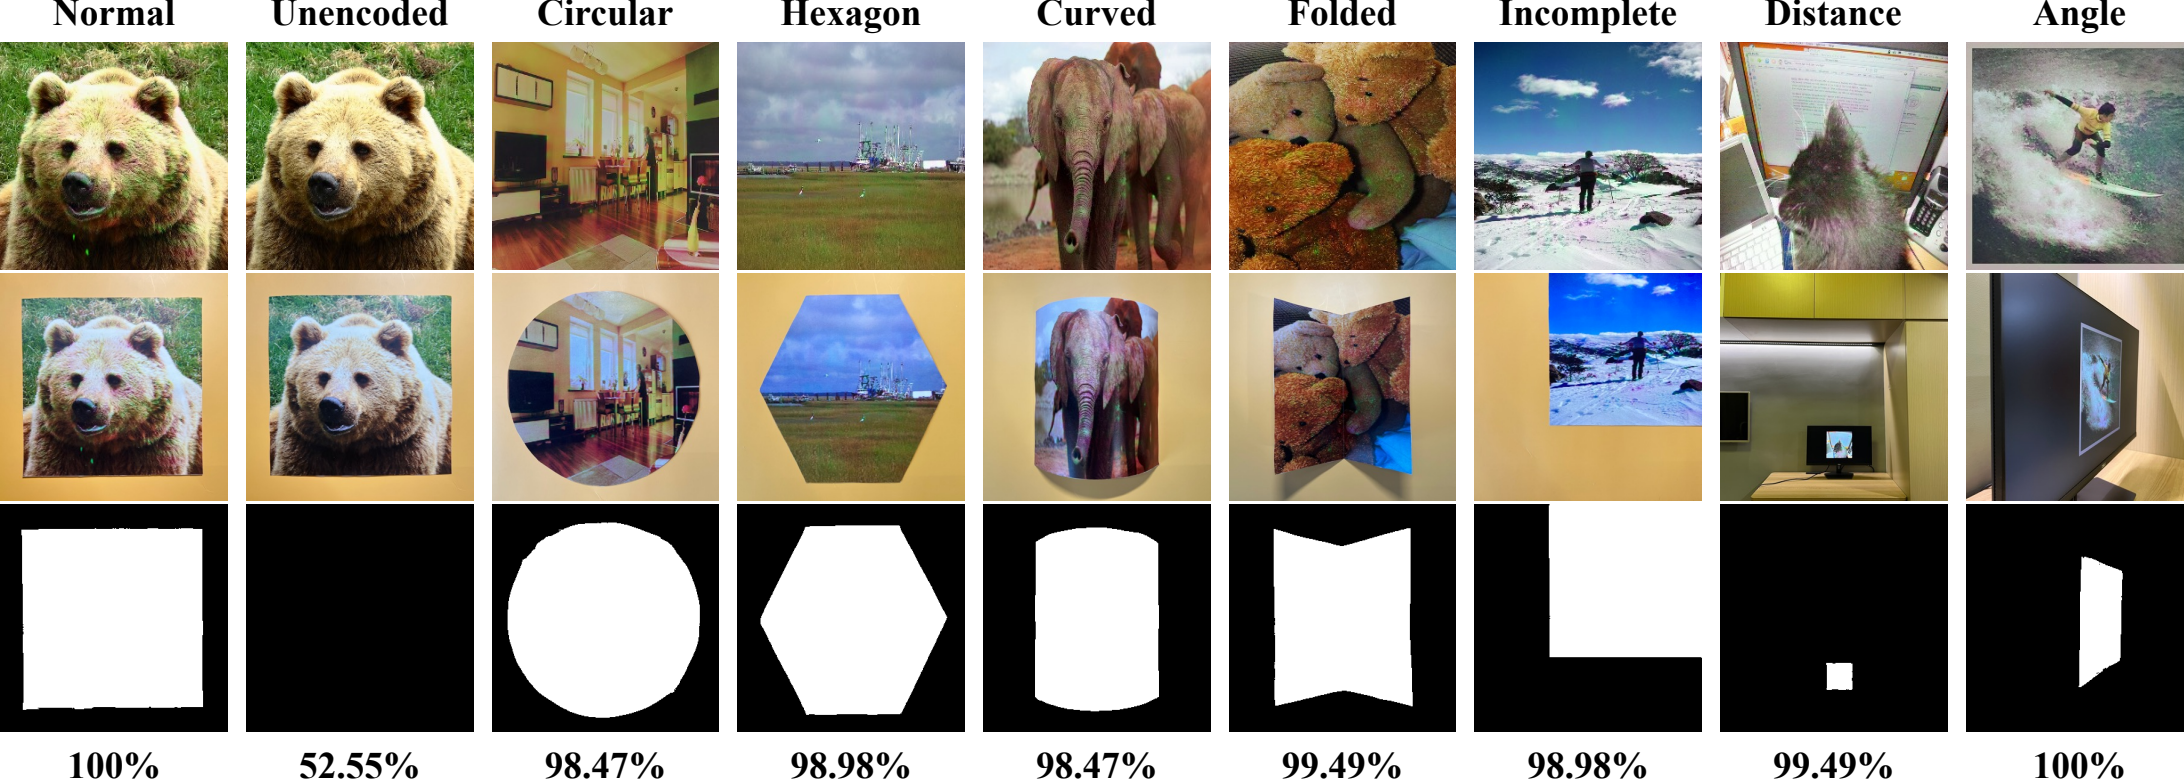 Normal Unencoded Circular Hexagon Curved Folded Incomplete Distance Angle
100% 52.55% 98.47% 98.98% 98.47% 99.49% 98.98% 99.49% 100%